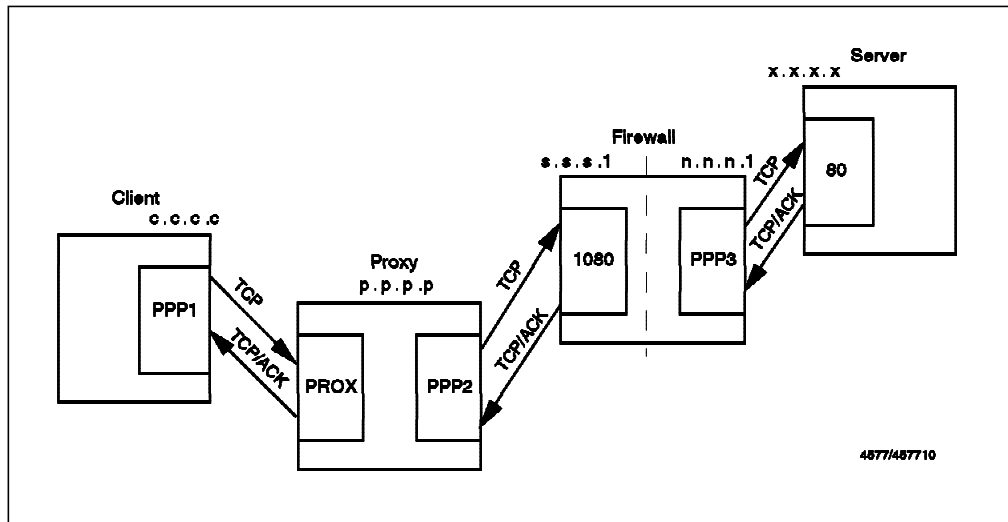 Server
x.x.x.x
80
Firewall
s.s.s.1
n.n.n.1
TCP
TCP/ACK
1080
PPP3
Client
c.c.c.c
PPP1
TCP
TCP/ACK
Proxy
p.p.p.p
PROX
PPP2
TCP
TCP/ACK
4577/457710